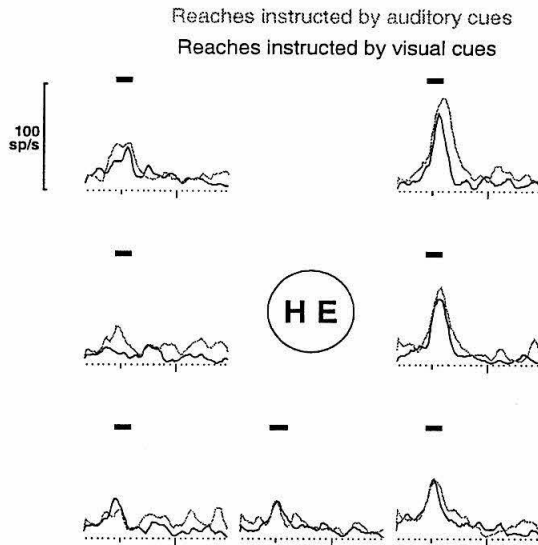 Reaches instructed by auditory cues
Reaches instructed by visual cues
100
sp/s
H E